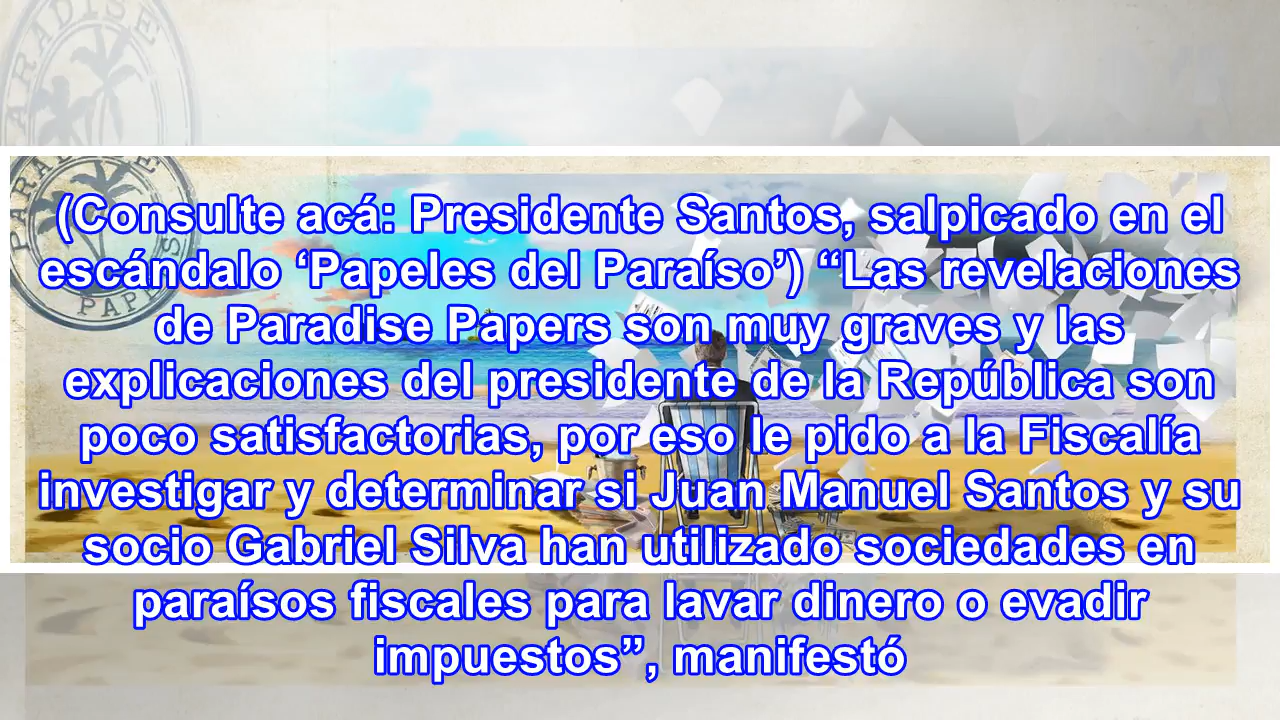 PARADISE
PAPERS
(Consulte acá: Presidente Santos, salpicado en el
escándalo ‘Papeles del Paraíso’) “Las revelaciones
de Paradise Papers son muy graves y las
explicaciones del presidente de la República son
poco satisfactorias, por eso le pido a la Fiscalía
investigar y determinar si Juan Manuel Santos y su
socio Gabriel Silva han utilizado sociedades en
paraísos fiscales para lavar dinero o evadir
impuestos”, manifestó